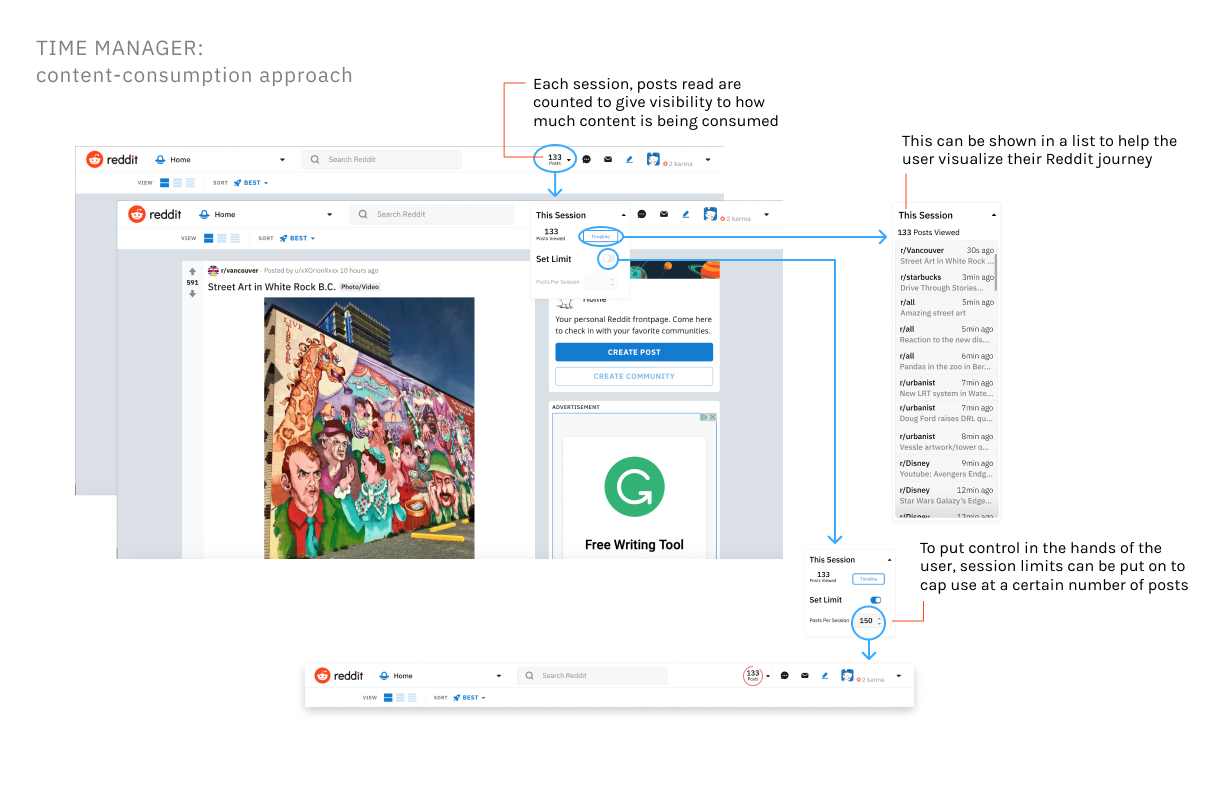 TIME MANAGER:
content-consumption approach
Each session, posts read are
counted to give visibility to how
much content is being consumed
This can be shown in a list to help the
user visualize their Reddit journey
reddit Home Search Reddit 133 Posts 2 karma
VIEW SORT BEST
reddit Home Search Reddit 2 karma
VIEW SORT BEST
This Session
133
Posts Viewed
Timeline
Set Limit
Posts Per Session
r/vancouver · Posted by u/xXOrionXxxx 10 hours ago
591
Street Art in White Rock B.C. Photo/Video
LIVE
THEATRE
Home
Your personal Reddit frontpage. Come here
to check in with your favorite communities.
CREATE POST
CREATE COMMUNITY
ADVERTISEMENT
Free Writing Tool
This Session
133 Posts Viewed
r/Vancouver 30s ago
Street Art in White Rock ...
r/starbucks 3min ago
Drive Through Stories...
r/all 5min ago
Amazing street art
r/all 5min ago
Reaction to the new dis...
r/all 6min ago
Pandas in the zoo in Ber...
r/urbanist 7min ago
New LRT system in Wate...
r/urbanist 7min ago
Doug Ford raises DRL qu...
r/urbanist 8min ago
Vessle artwork/tower o...
r/Disney 9min ago
Youtube: Avengers Endg...
r/Disney 12min ago
Star Wars Galazy's Edge...
r/Disney 12min ago
To put control in the hands of the
user, session limits can be put on to
cap use at a certain number of posts
This Session
133
Posts Viewed
Timeline
Set Limit
Posts Per Session 150
reddit Home Search Reddit 133 Posts 2 karma
VIEW SORT BEST